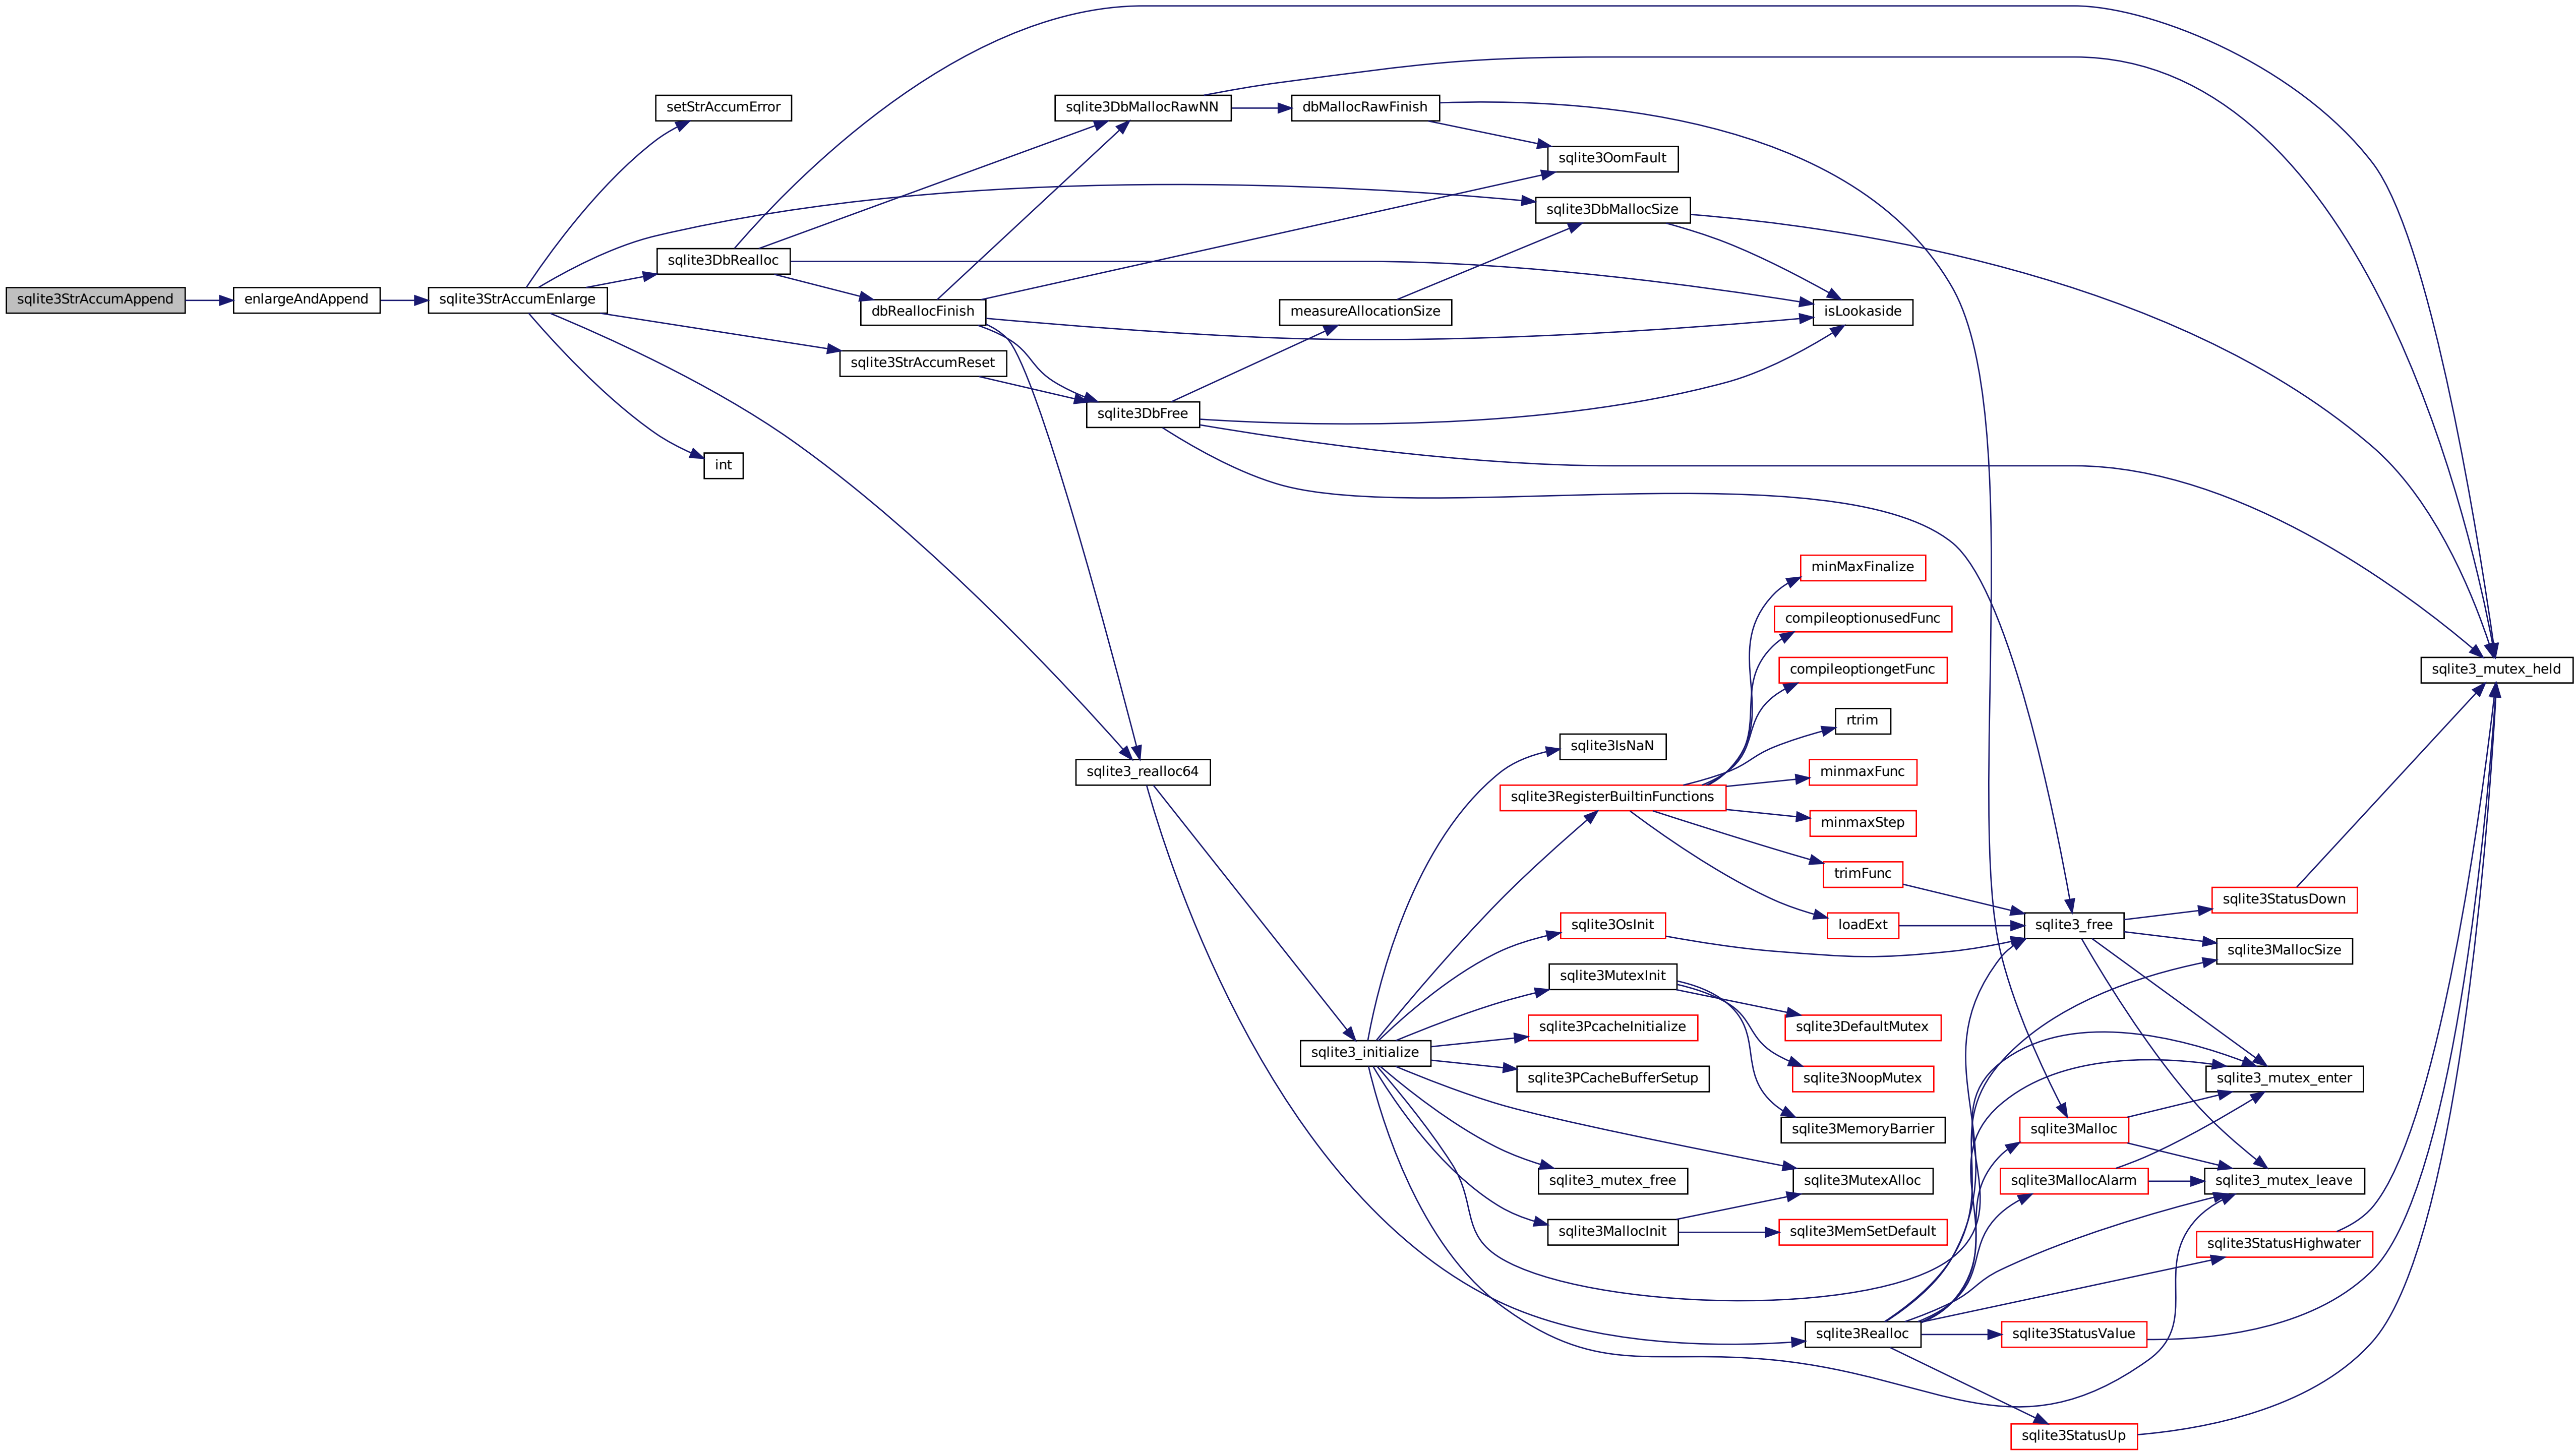 sqlite3StrAccumAppend
enlargeAndAppend
sqlite3StrAccumEnlarge
setStrAccumError
sqlite3DbRealloc
int
sqlite3StrAccumReset
dbReallocFinish
sqlite3DbMallocRawNN
sqlite3DbFree
sqlite3_realloc64
dbMallocRawFinish
measureAllocationSize
sqlite3_initialize
sqlite3OomFault
sqlite3DbMallocSize
sqlite3IsNaN
sqlite3RegisterBuiltinFunctions
sqlite3OsInit
sqlite3MutexInit
sqlite3PcacheInitialize
sqlite3PCacheBufferSetup
sqlite3_mutex_free
sqlite3MallocInit
isLookaside
minMaxFinalize
compileoptionusedFunc
compileoptiongetFunc
rtrim
minmaxFunc
minmaxStep
trimFunc
loadExt
sqlite3DefaultMutex
sqlite3NoopMutex
sqlite3MemoryBarrier
sqlite3MutexAlloc
sqlite3MemSetDefault
sqlite3Realloc
sqlite3_free
sqlite3Malloc
sqlite3MallocAlarm
sqlite3StatusValue
sqlite3StatusUp
sqlite3StatusDown
sqlite3MallocSize
sqlite3_mutex_enter
sqlite3_mutex_leave
sqlite3StatusHighwater
sqlite3_mutex_held